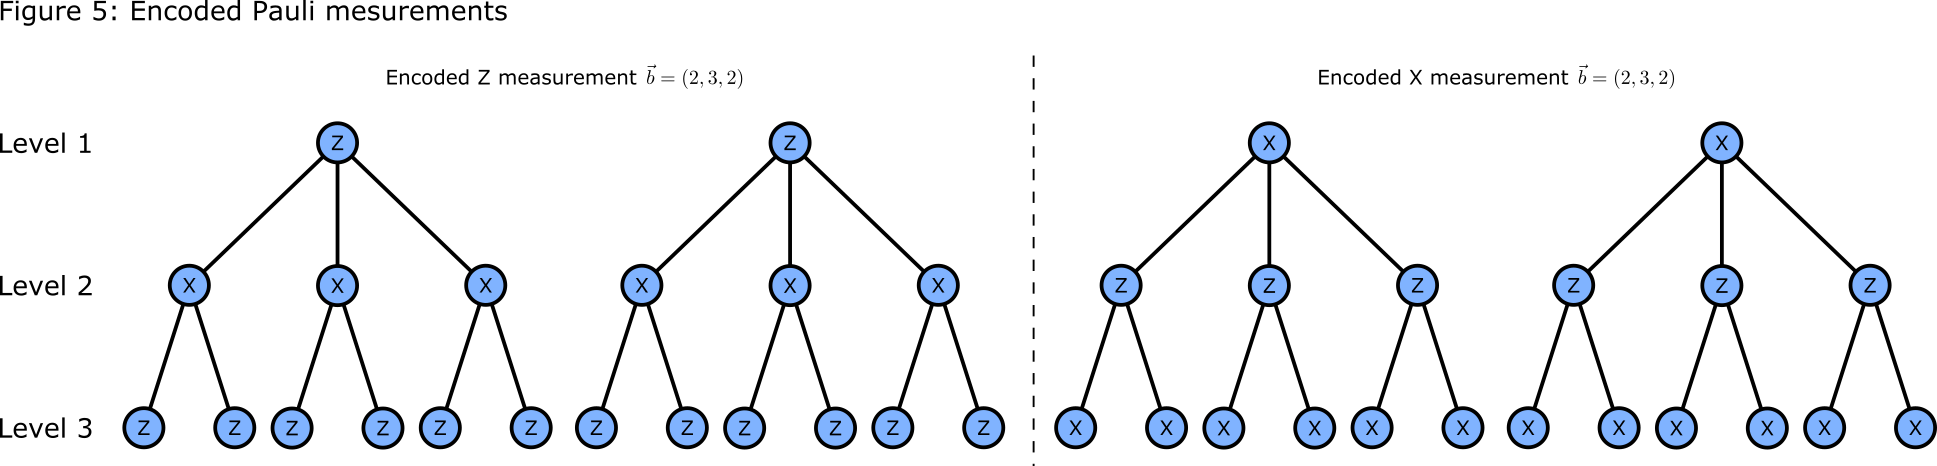 Figure 5: Encoded Pauli mesurements
Encoded Z measurement \vec{b} = (2, 3, 2)
Encoded X measurement \vec{b} = (2, 3, 2)
Level 1 Z Z X X
Level 2 X X X X X X Z Z Z Z Z Z
Level 3 Z Z Z Z Z Z Z Z Z Z Z Z X X X X X X X X X X X X